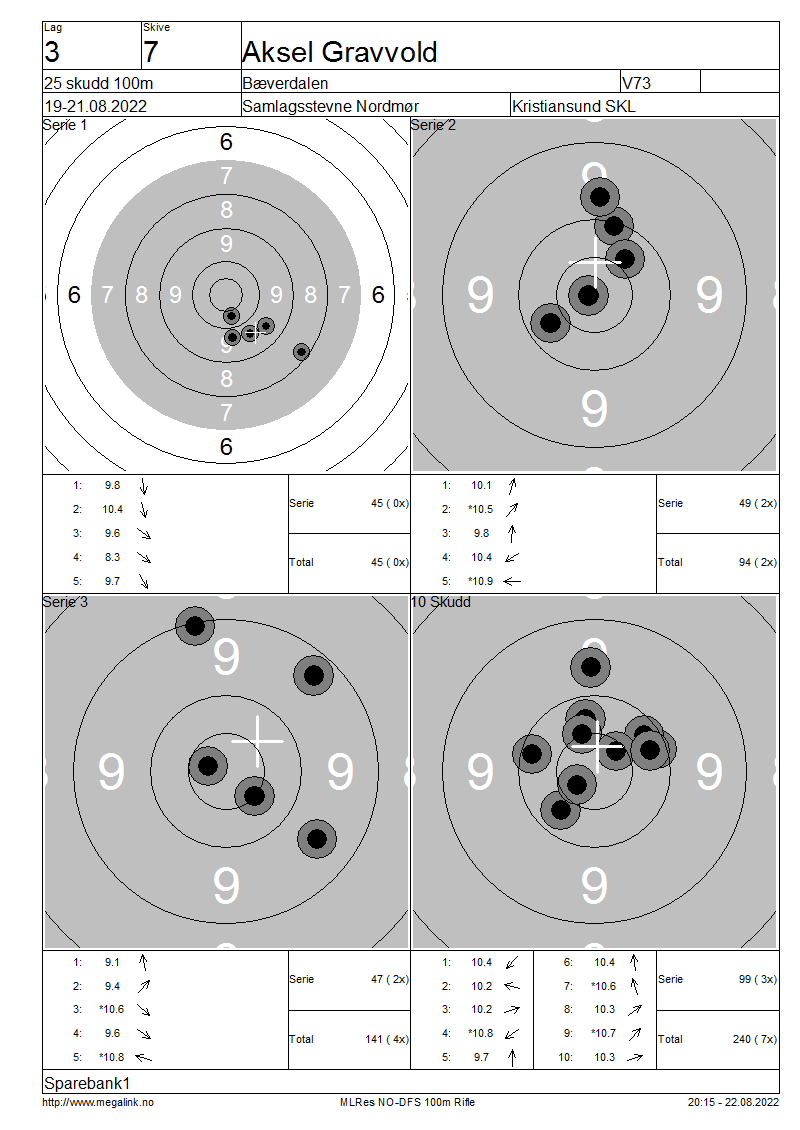 Lag Skive
3 7 Aksel Gravvold
25 skudd 100m Bæverdalen V73
19-21.08.2022 Samlagsstevne Nordmør Kristiansund SKL
Serie 1
6
7
8
9
6 7 8 9 9 8 7 6
9
8
7
6
Serie 2
9
9 9
9
1: 9.8
2: 10.4
3: 9.6
4: 8.3
5: 9.7
Serie 45 ( 0x)
Total 45 ( 0x)
1: 10.1
2: *10.5
3: 9.8
4: 10.4
5: *10.9
Serie 49 ( 2x)
Total 94 ( 2x)
Serie 3
9
9 9
9
10 Skudd
9
9 9
9
1: 9.1
2: 9.4
3: *10.6
4: 9.6
5: *10.8
Serie 47 ( 2x)
Total 141 ( 4x)
1: 10.4 6: 10.4
2: 10.2 7: *10.6
3: 10.2 8: 10.3
4: *10.8 9: *10.7
5: 9.7 10: 10.3
Serie 99 ( 3x)
Total 240 ( 7x)
Sparebank1
http://www.megalink.no MLRes NO-DFS 100m Rifle 20:15 - 22.08.2022